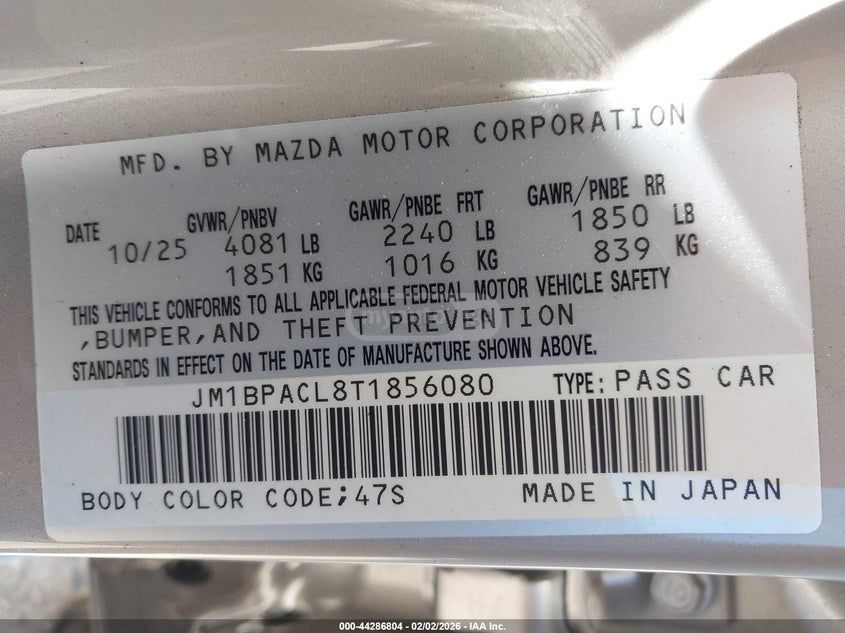 MFD. BY MAZDA MOTOR CORPORATION
DATE GVWR/PNBV GAWR/PNBE FRT GAWR/PNBE RR
10/25 4081 LB 2240 LB 1850 LB
1851 KG 1016 KG 839 KG
THIS VEHICLE CONFORMS TO ALL APPLICABLE FEDERAL MOTOR VEHICLE SAFETY
,BUMPER,AND THEFT PREVENTION
STANDARDS IN EFFECT ON THE DATE OF MANUFACTURE SHOWN ABOVE.
JM1BPACL8T1856080 TYPE: PASS CAR
BODY COLOR CODE;47S MADE IN JAPAN
000-44286804 - 02/02/2026 - IAA Inc.